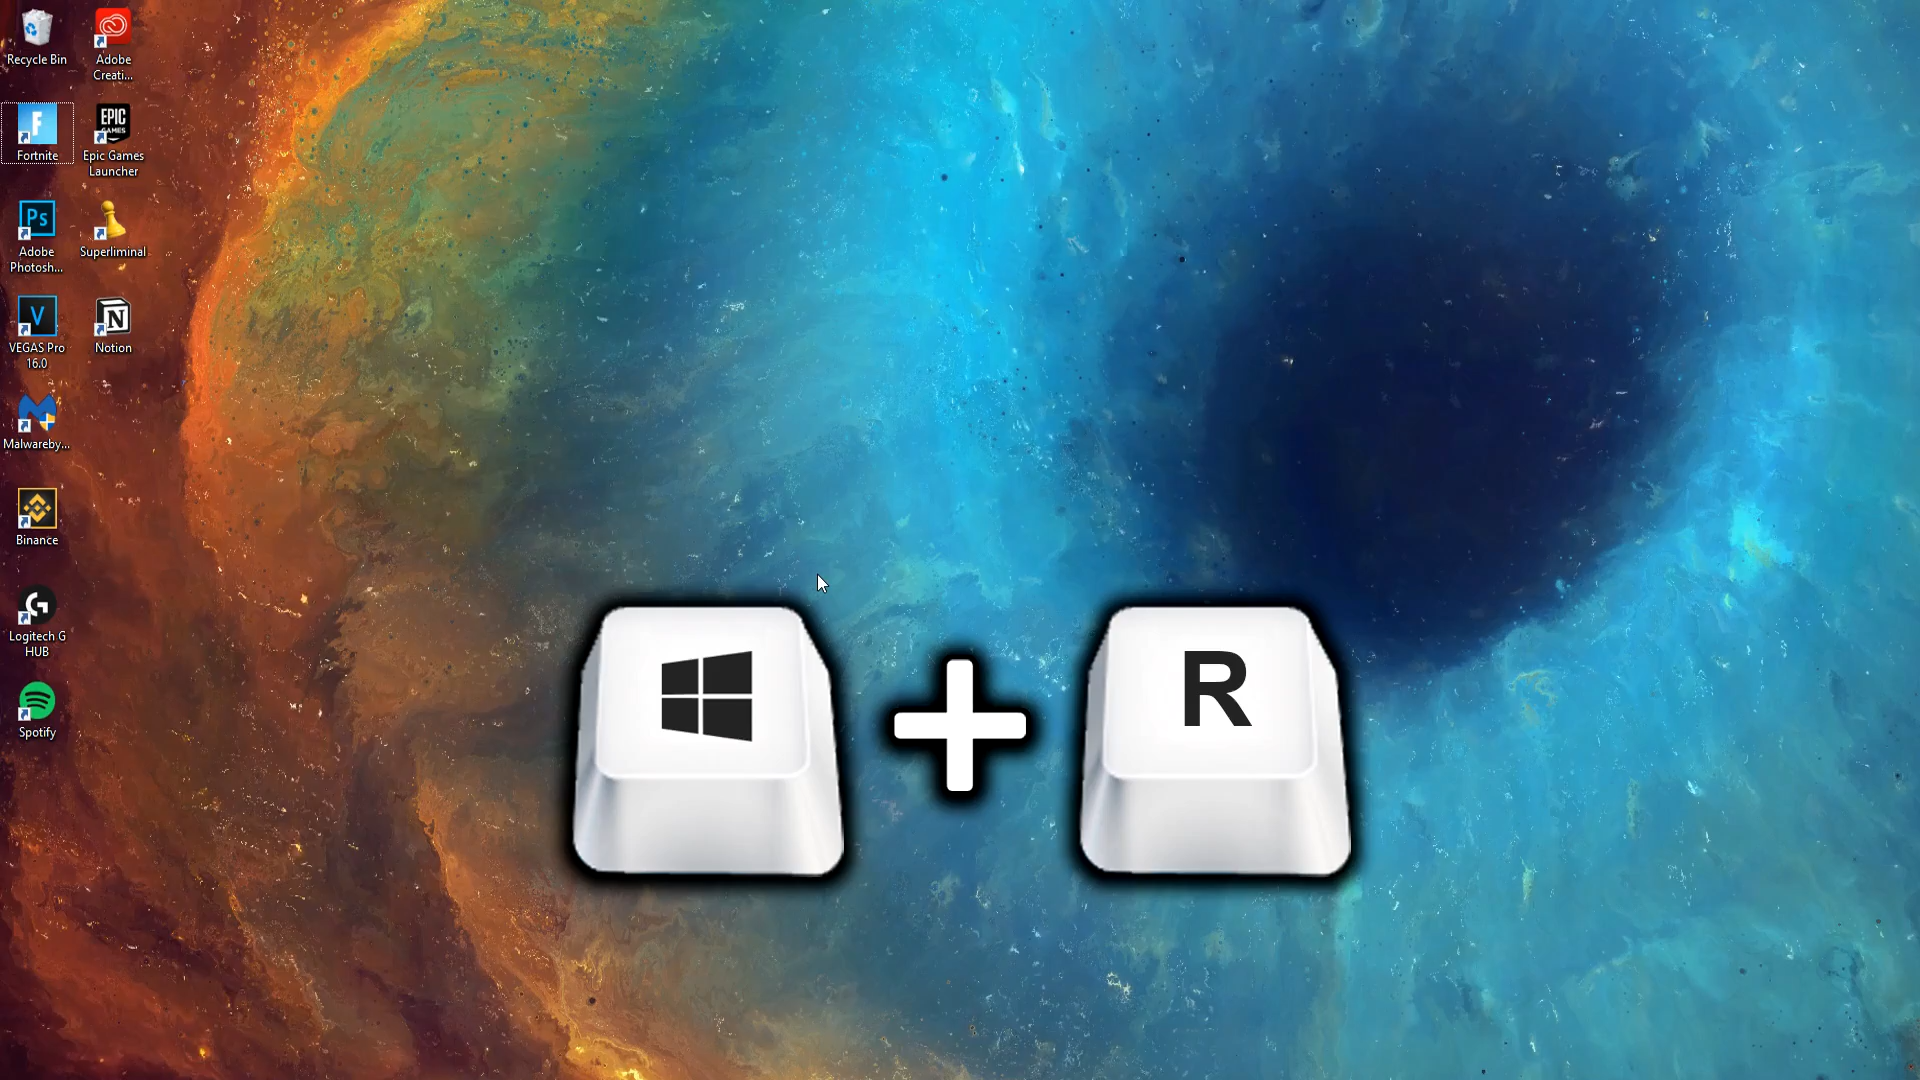 Recycle Bin
Adobe
Creati...
F
Fortnite
EPIC
GAMES
Epic Games
Launcher
Ps
Adobe
Photosh...
Superliminal
V
VEGAS Pro
16.0
N
Notion
Malwareby...
Binance
G
Logitech G
HUB
Spotify
+
R